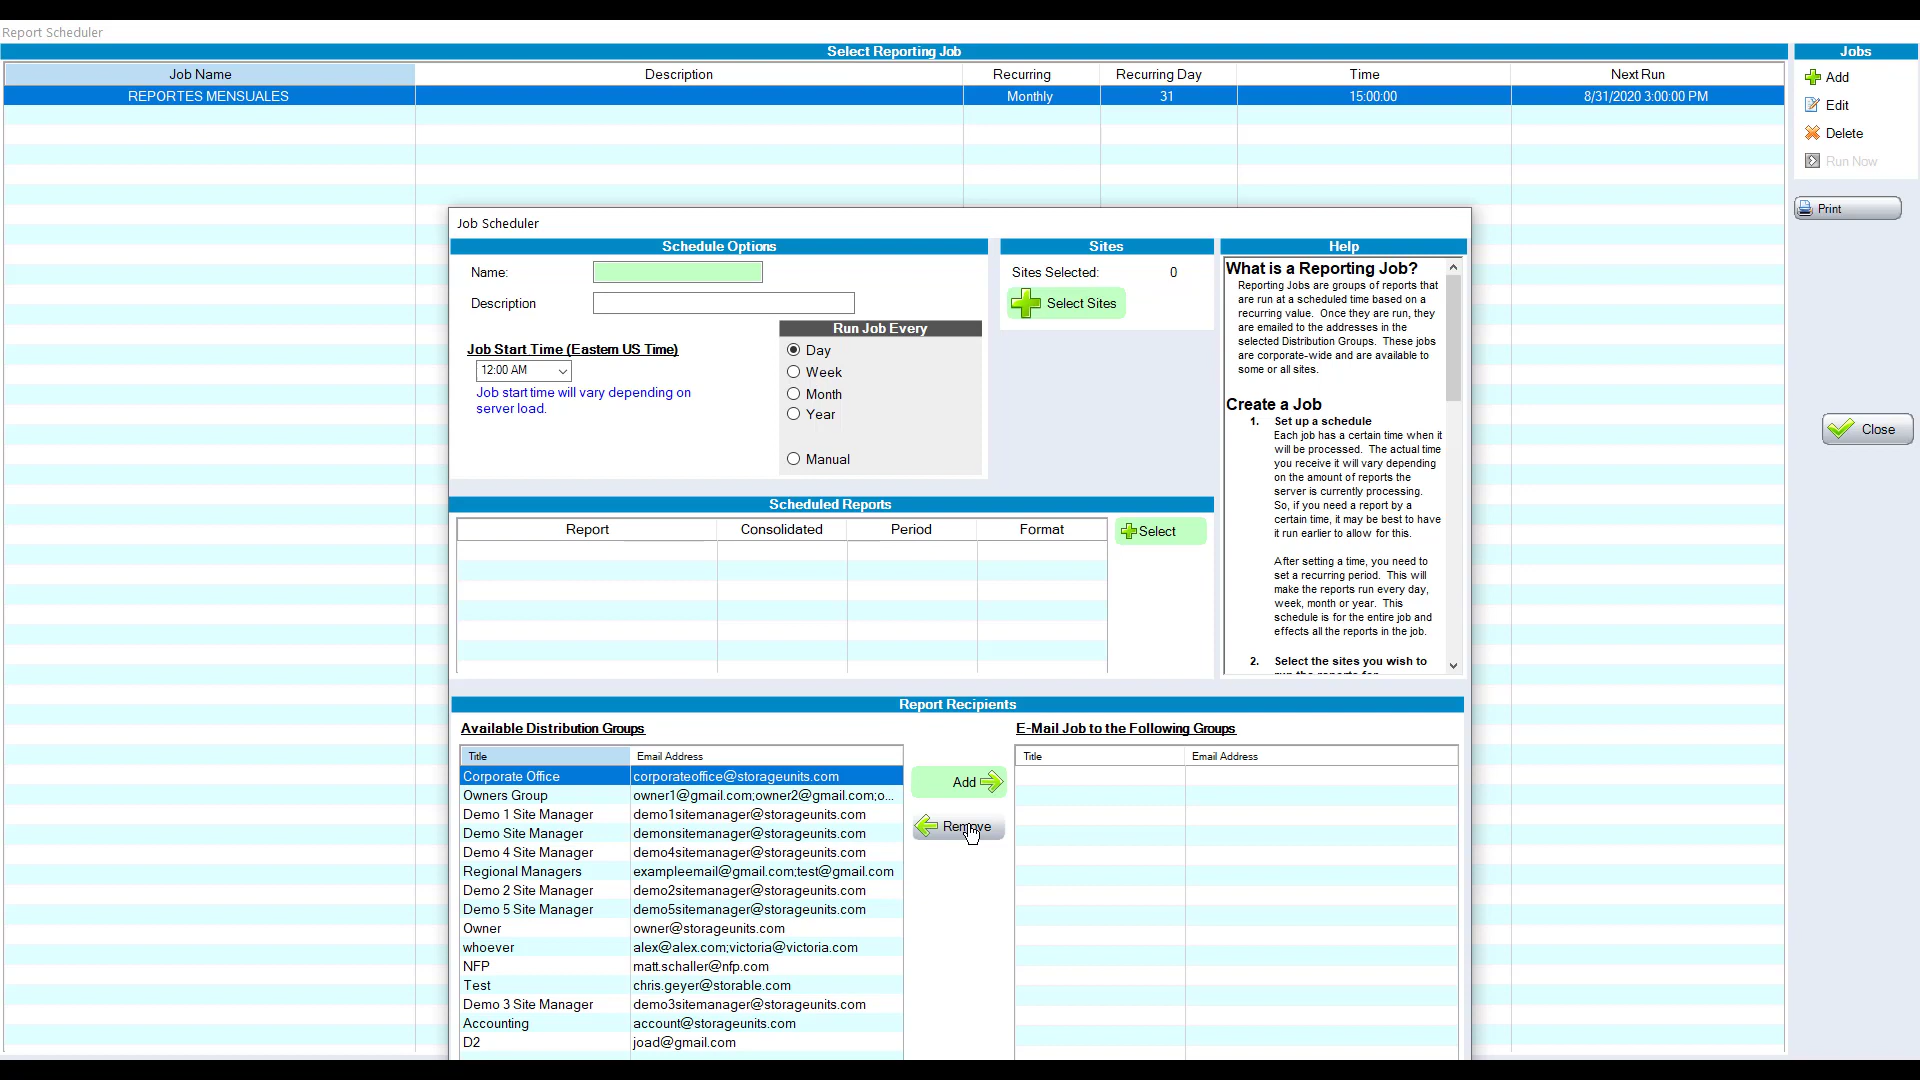 Report Scheduler
Select Reporting Job
Jobs
Job Name Description Recurring Recurring Day Time Next Run
REPORTES MENSUALES Monthly 31 15:00:00 8/31/2020 3:00:00 PM
Add
Edit
Delete
Run Now
Print
Close
Job Scheduler
Schedule Options
Name:
Description
Job Start Time (Eastern US Time)
12:00 AM
Job start time will vary depending on
server load.
Run Job Every
Day
Week
Month
Year
Manual
Sites
Sites Selected: 0
Select Sites
Help
What is a Reporting Job?
Reporting Jobs are groups of reports that
are run at a scheduled time based on a
recurring value. Once they are run, they
are emailed to the addresses in the
selected Distribution Groups. These jobs
are corporate-wide and are available to
some or all sites.
Create a Job
1. Set up a schedule
Each job has a certain time when it
will be processed. The actual time
you receive it will vary depending
on the amount of reports the
server is currently processing.
So, if you need a report by a
certain time, it may be best to have
it run earlier to allow for this.
After setting a time, you need to
set a recurring period. This will
make the reports run every day,
week, month or year. This
schedule is for the entire job and
effects all the reports in the job.
2. Select the sites you wish to
run the reports for
Scheduled Reports
Report Consolidated Period Format
Select
Report Recipients
Available Distribution Groups
Title Email Address
Corporate Office corporateoffice@storageunits.com
Owners Group owner1@gmail.com;owner2@gmail.com;o...
Demo 1 Site Manager demo1sitemanager@storageunits.com
Demo Site Manager demonsitemanager@storageunits.com
Demo 4 Site Manager demo4sitemanager@storageunits.com
Regional Managers exampleemail@gmail.com;test@gmail.com
Demo 2 Site Manager demo2sitemanager@storageunits.com
Demo 5 Site Manager demo5sitemanager@storageunits.com
Owner owner@storageunits.com
whoever alex@alex.com;victoria@victoria.com
NFP matt.schaller@nfp.com
Test chris.geyer@storable.com
Demo 3 Site Manager demo3sitemanager@storageunits.com
Accounting account@storageunits.com
D2 joad@gmail.com
Add
Remove
E-Mail Job to the Following Groups
Title Email Address